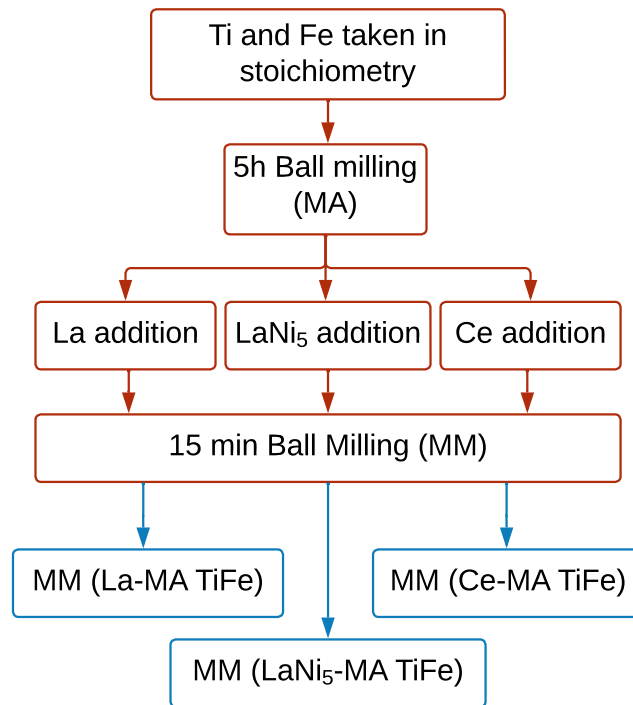 Ti and Fe taken in
stoichiometry
5h Ball milling
(MA)
La addition
LaNi₅ addition
Ce addition
15 min Ball Milling (MM)
MM (La-MA TiFe)
MM (Ce-MA TiFe)
MM (LaNi₅-MA TiFe)